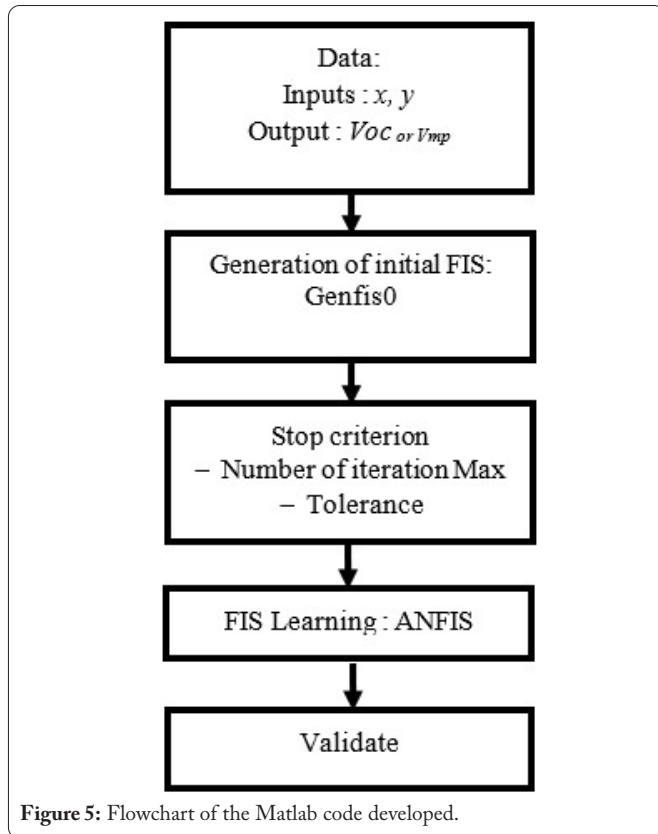 Data:
Inputs : x, y
Output : Voc or Vmp
Generation of initial FIS:
Genfis0
Stop criterion
– Number of iteration Max
– Tolerance
FIS Learning : ANFIS
Validate
Figure 5: Flowchart of the Matlab code developed.